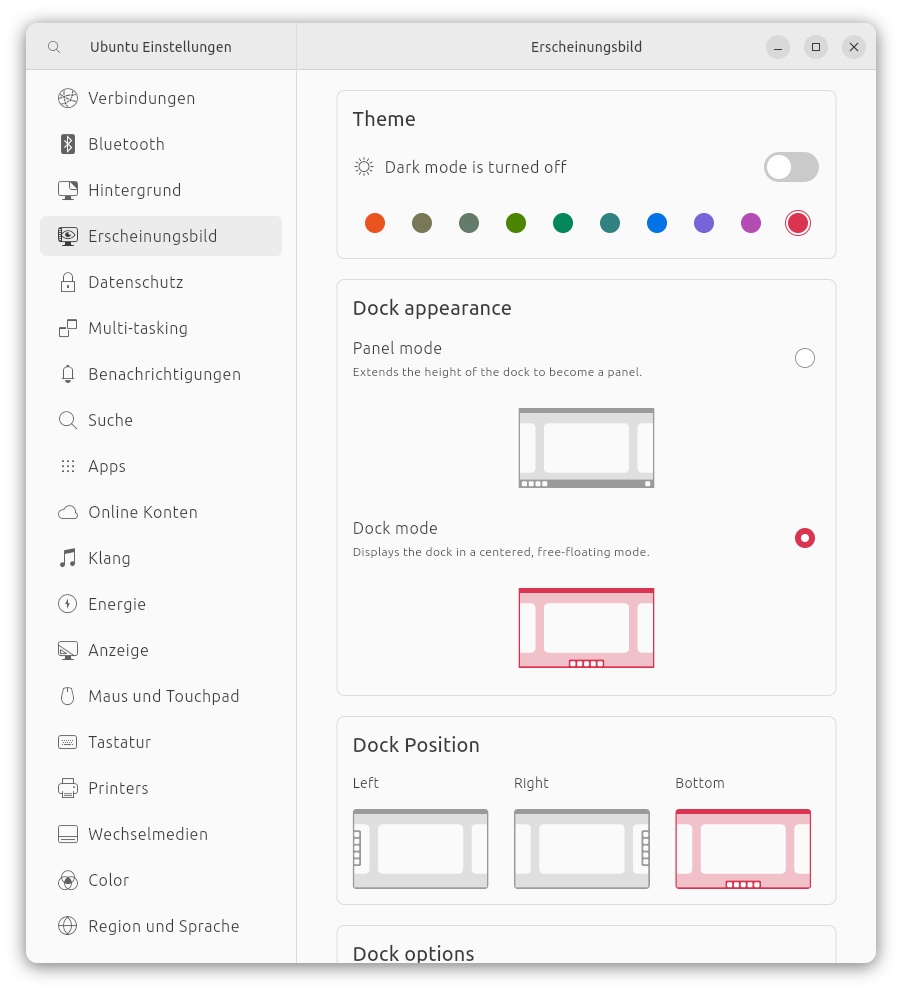 Ubuntu Einstellungen
Erscheinungsbild
Verbindungen
Bluetooth
Hintergrund
Erscheinungsbild
Datenschutz
Multi-tasking
Benachrichtigungen
Suche
Apps
Online Konten
Klang
Energie
Anzeige
Maus und Touchpad
Tastatur
Printers
Wechselmedien
Color
Region und Sprache
Theme
Dark mode is turned off
Dock appearance
Panel mode
Extends the height of the dock to become a panel.
Dock mode
Displays the dock in a centered, free-floating mode.
Dock Position
Left Right Bottom
Dock options